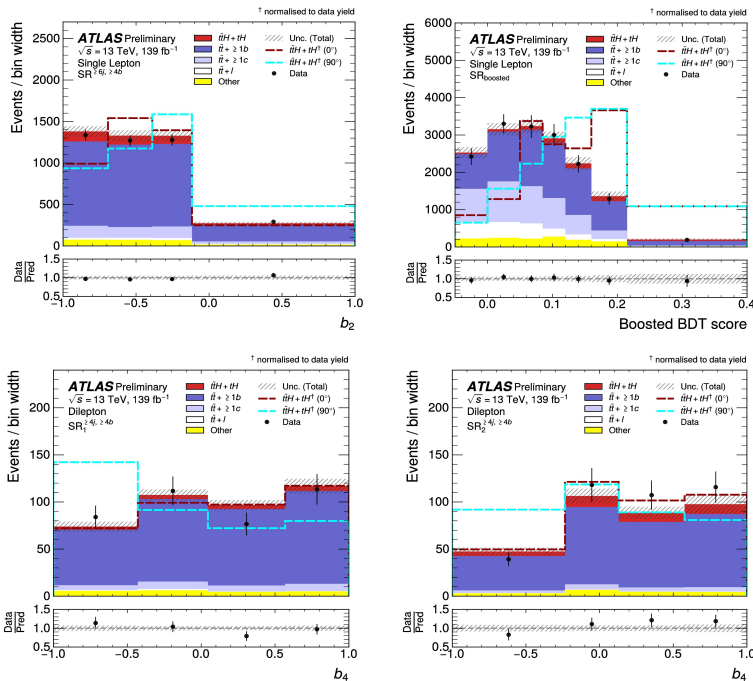 † normalised to data yield
ATLAS Preliminary
√s = 13 TeV, 139 fb⁻¹
Single Lepton
SR≥6j, ≥4b
tt̄H + tH
tt̄ + ≥1b
tt̄ + ≥1c
tt̄ + l
Other
Unc. (Total)
tt̄H + tH† (0°)
tt̄H + tH† (90°)
Data
Events / bin width
2500
2000
1500
1000
500
0
Data
Pred
1.5
1.0
0.5
−1.0 −0.5 0.0 0.5 1.0
b₂
† normalised to data yield
ATLAS Preliminary
√s = 13 TeV, 139 fb⁻¹
Single Lepton
SRboosted
tt̄H + tH
tt̄ + ≥1b
tt̄ + ≥1c
tt̄ + l
Other
Unc. (Total)
tt̄H + tH† (0°)
tt̄H + tH† (90°)
Data
Events / bin width
6000
5000
4000
3000
2000
1000
0
Data
Pred
1.5
1.0
0.5
0.0 0.1 0.2 0.3 0.4
Boosted BDT score
† normalised to data yield
ATLAS Preliminary
√s = 13 TeV, 139 fb⁻¹
Dilepton
SR₁≥4j, ≥4b
tt̄H + tH
tt̄ + ≥1b
tt̄ + ≥1c
tt̄ + l
Other
Unc. (Total)
tt̄H + tH† (0°)
tt̄H + tH† (90°)
Data
Events / bin width
200
150
100
50
0
Data
Pred
1.5
1.0
0.5
−1.0 −0.5 0.0 0.5 1.0
b₄
† normalised to data yield
ATLAS Preliminary
√s = 13 TeV, 139 fb⁻¹
Dilepton
SR₂≥4j, ≥4b
tt̄H + tH
tt̄ + ≥1b
tt̄ + ≥1c
tt̄ + l
Other
Unc. (Total)
tt̄H + tH† (0°)
tt̄H + tH† (90°)
Data
Events / bin width
200
150
100
50
0
Data
Pred
1.5
1.0
0.5
−1.0 −0.5 0.0 0.5 1.0
b₄